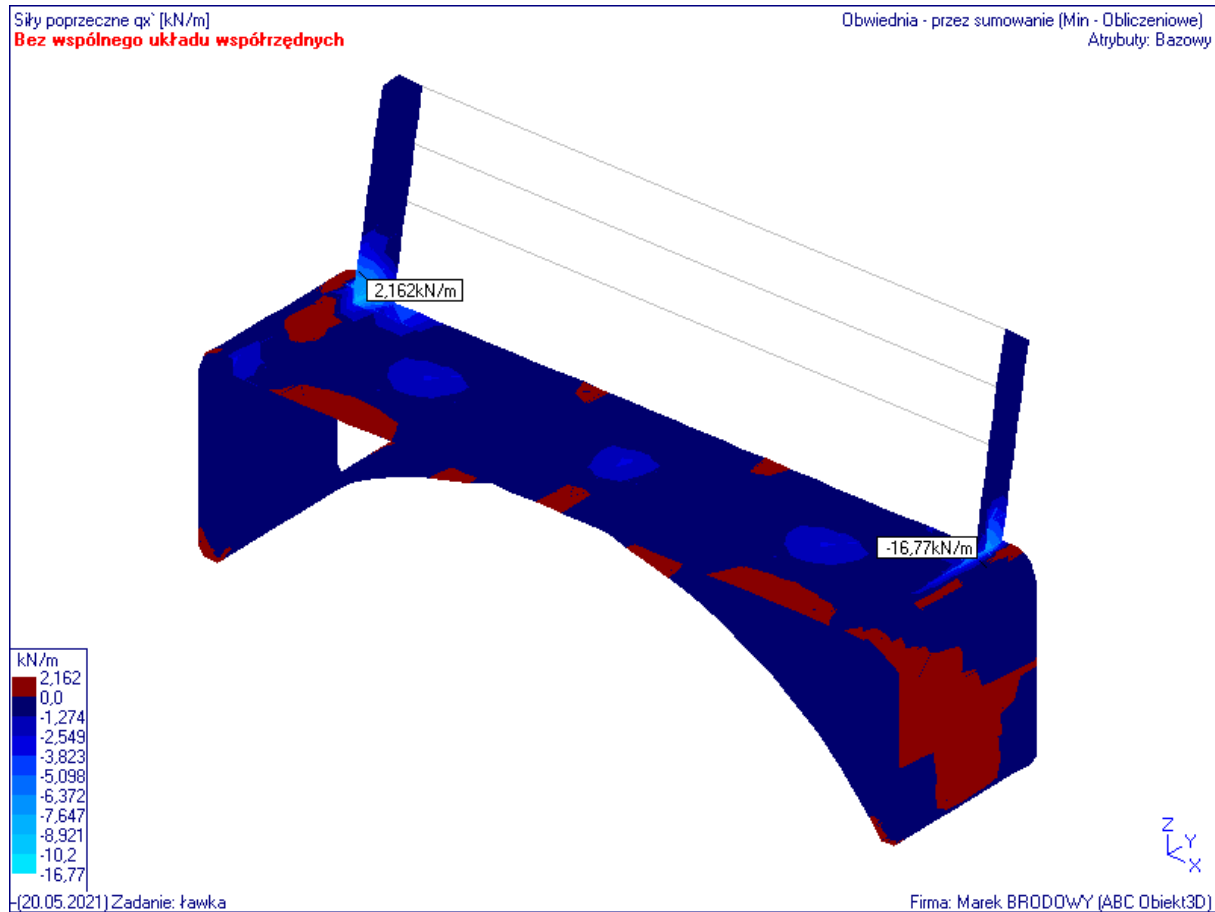 Siły poprzeczne qx` [kN/m]
Obwiednia - przez sumowanie (Min - Obliczeniowe)
Bez wspólnego układu współrzędnych
Atrybuty: Bazowy
2,162kN/m
-16,77kN/m
kN/m
2,162
0,0
-1,274
-2,549
-3,823
-5,098
-6,372
-7,647
-8,921
-10,2
-16,77
Z
Y
X
-(20.05.2021) Zadanie: ławka
Firma: Marek BRODOWY (ABC Obiekt3D)